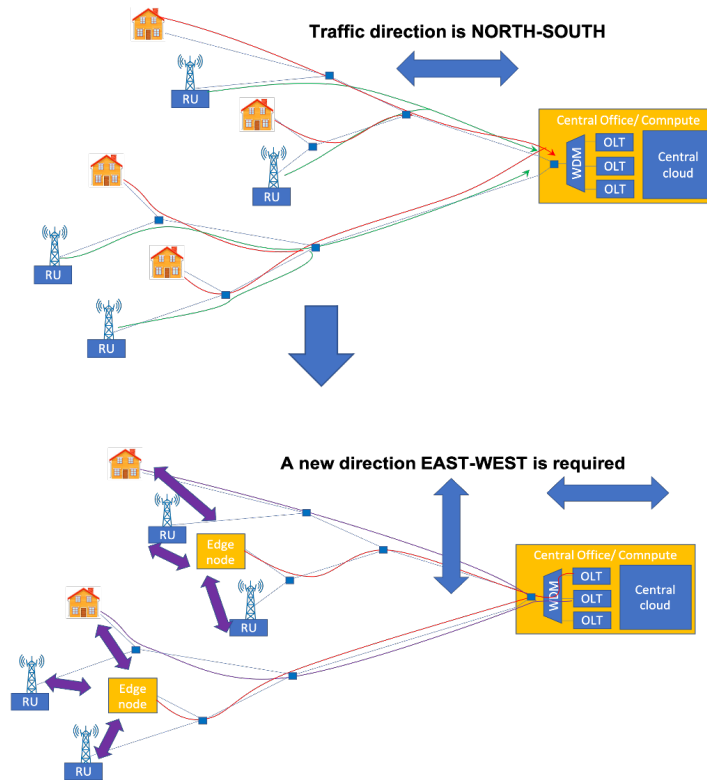 Traffic direction is NORTH-SOUTH
RU
Central Office/ Comnpute
WDM
OLT
OLT
OLT
Central
cloud
RU
RU
RU
A new direction EAST-WEST is required
RU
Edge
node
Central Office/ Comnpute
WDM
OLT
OLT
OLT
Central
cloud
RU
RU
Edge
node
RU